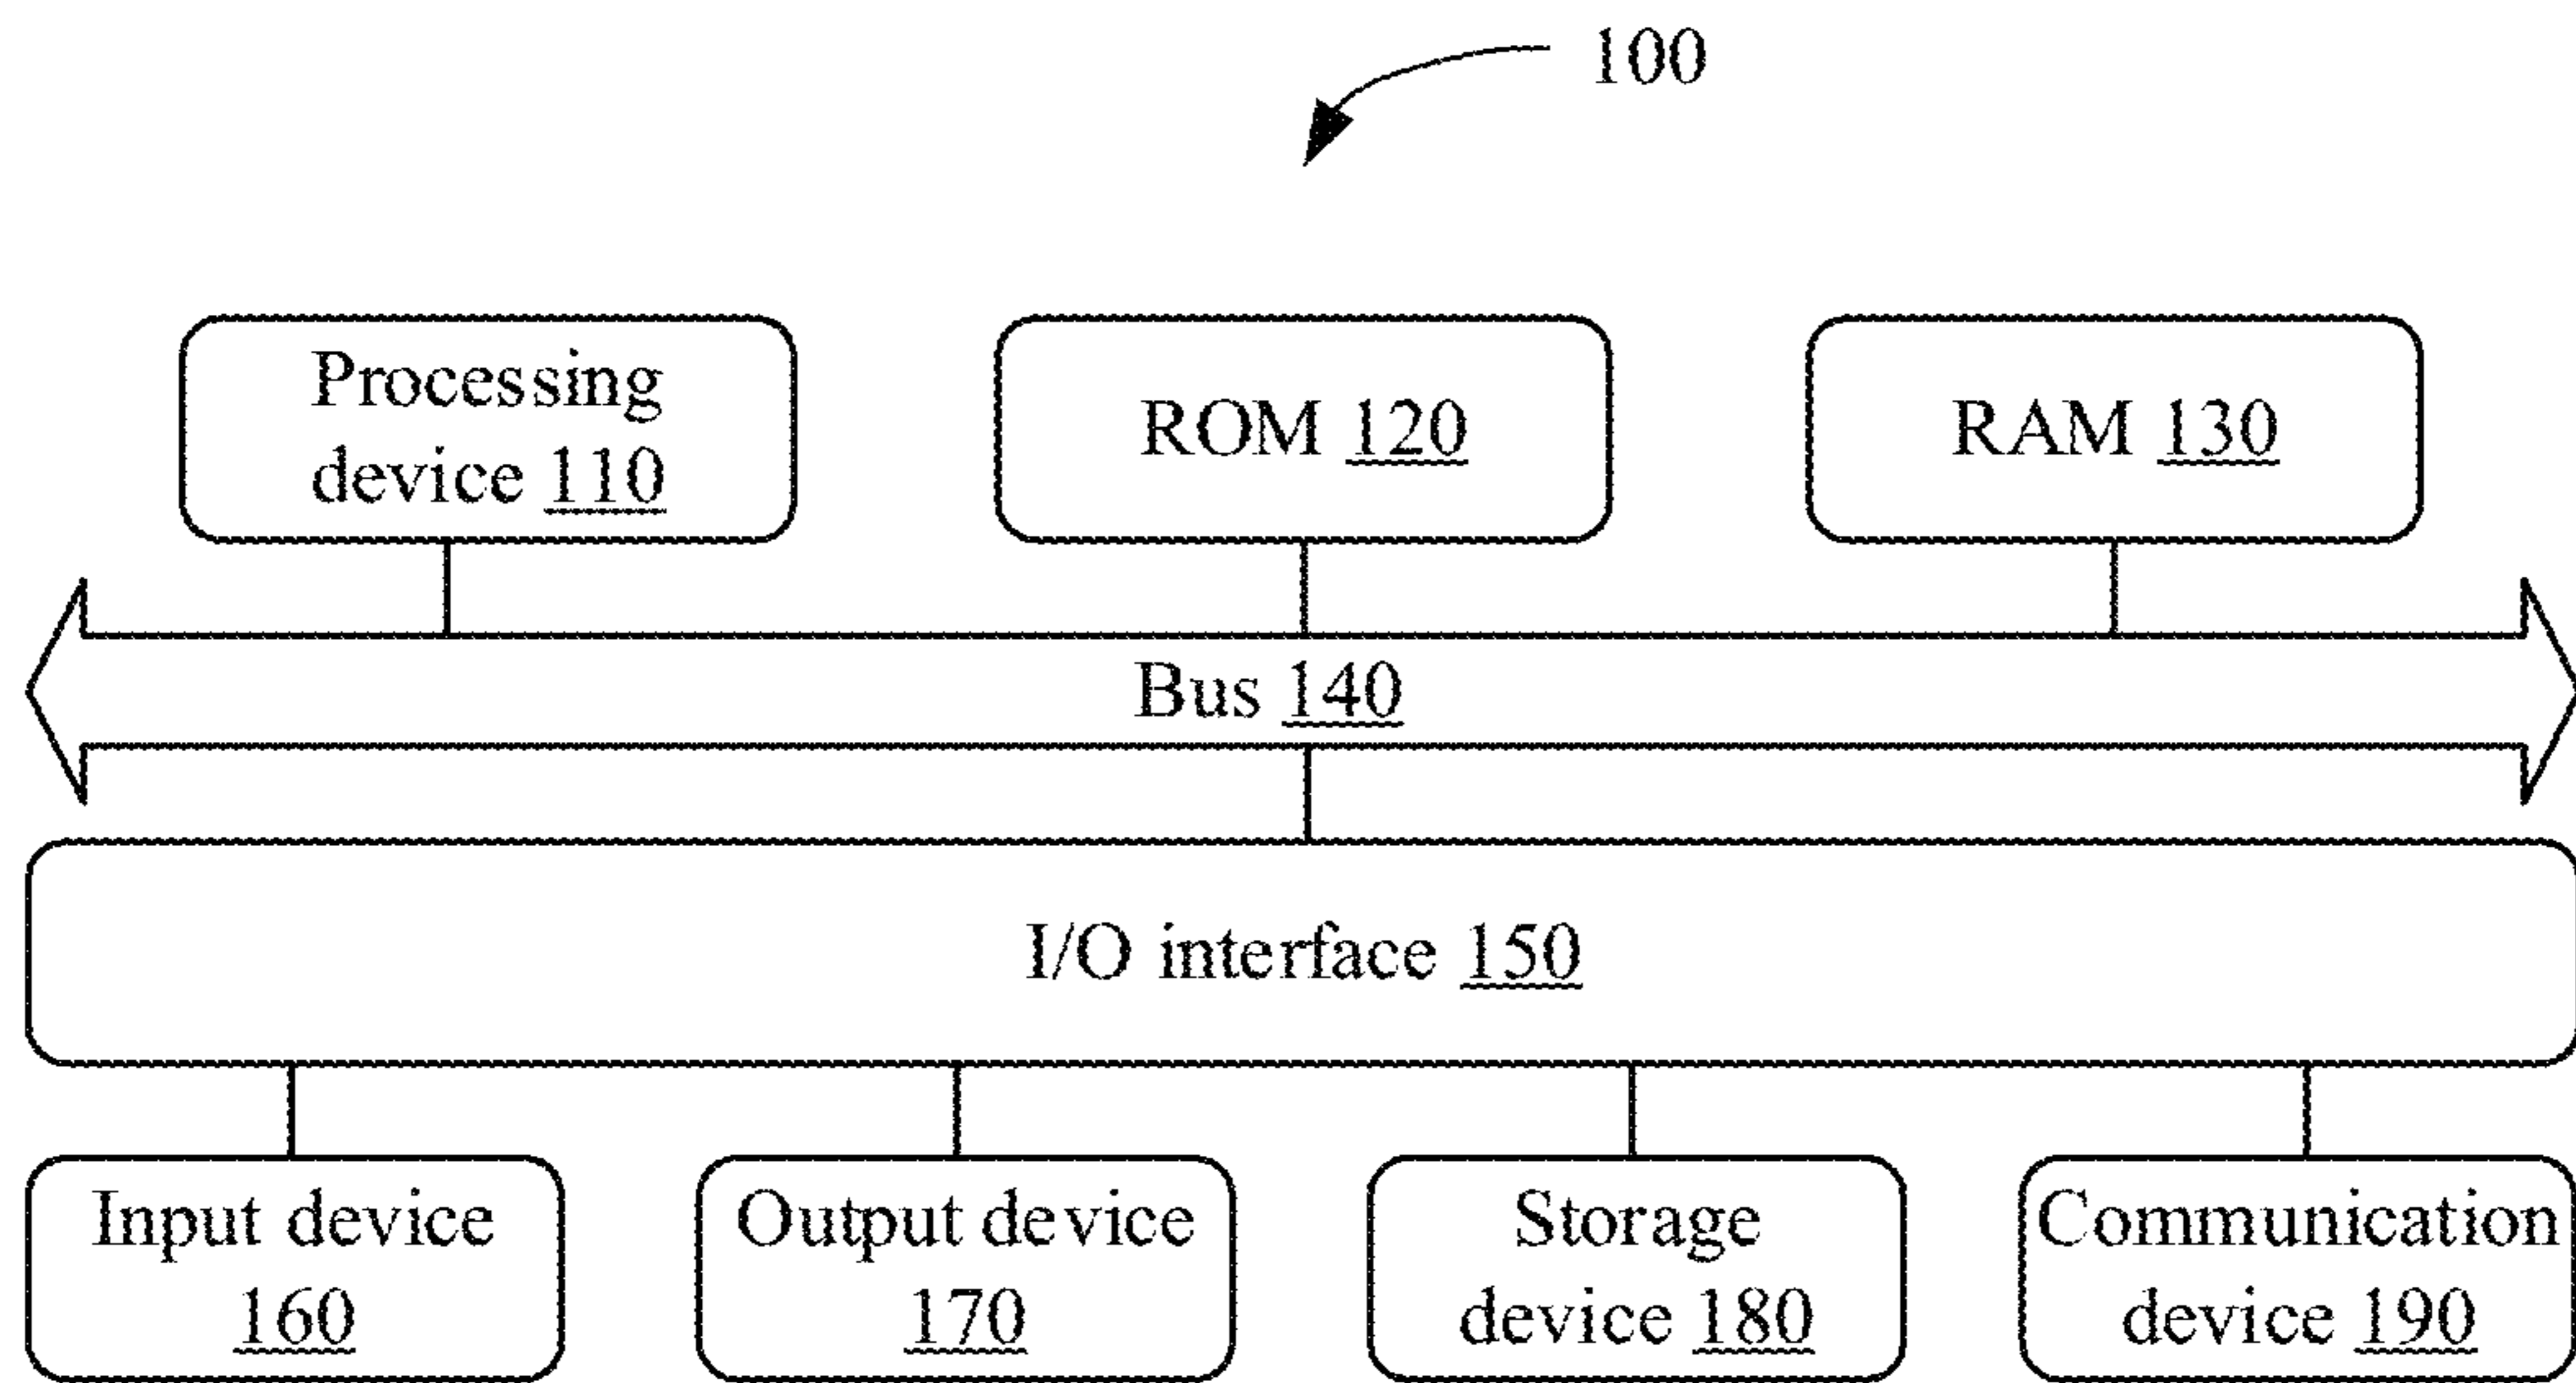 100
Processing
device 110
ROM 120
RAM 130
Bus 140
I/O interface 150
Input device
160
Output device
170
Storage
device 180
Communication
device 190